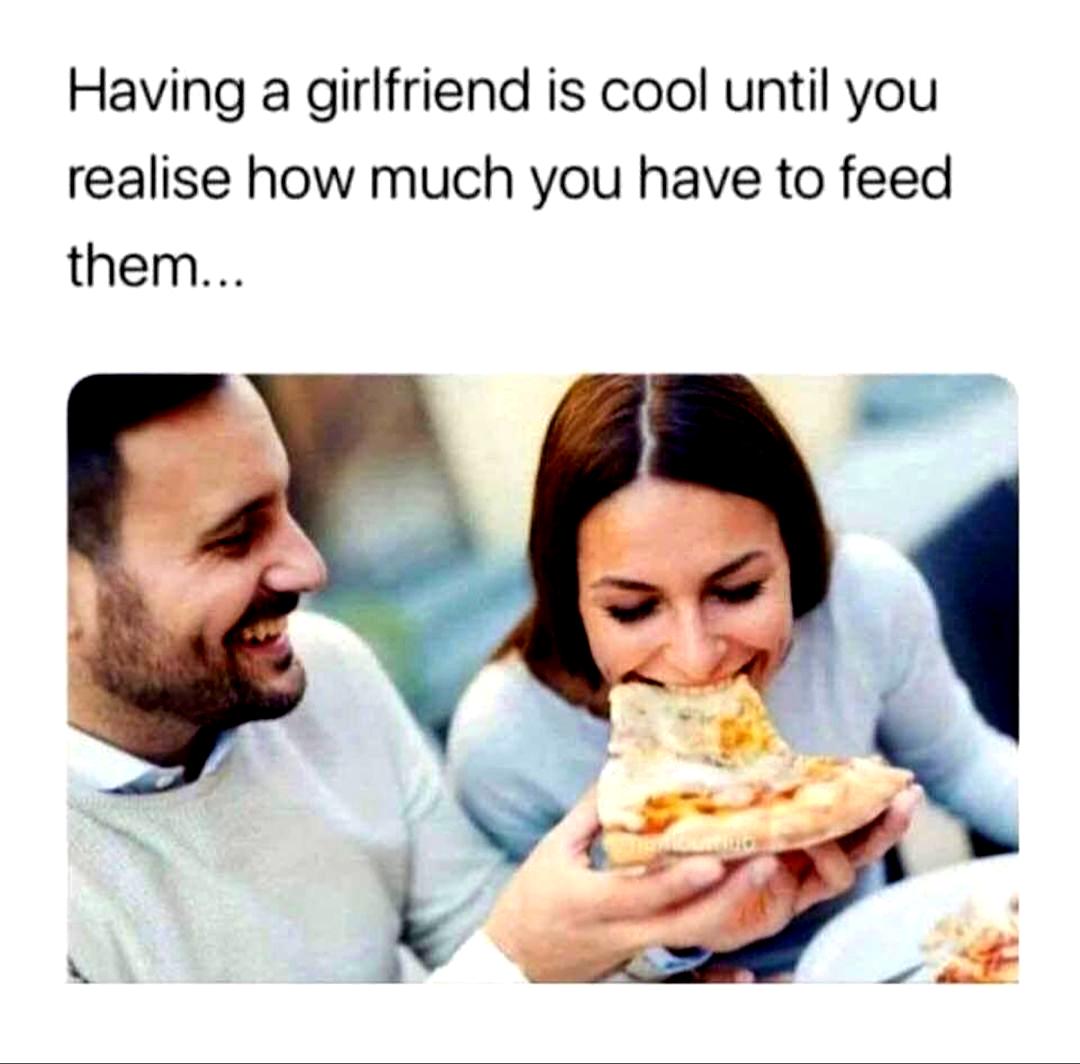 Having a girlfriend is cool until you
realise how much you have to feed
them...